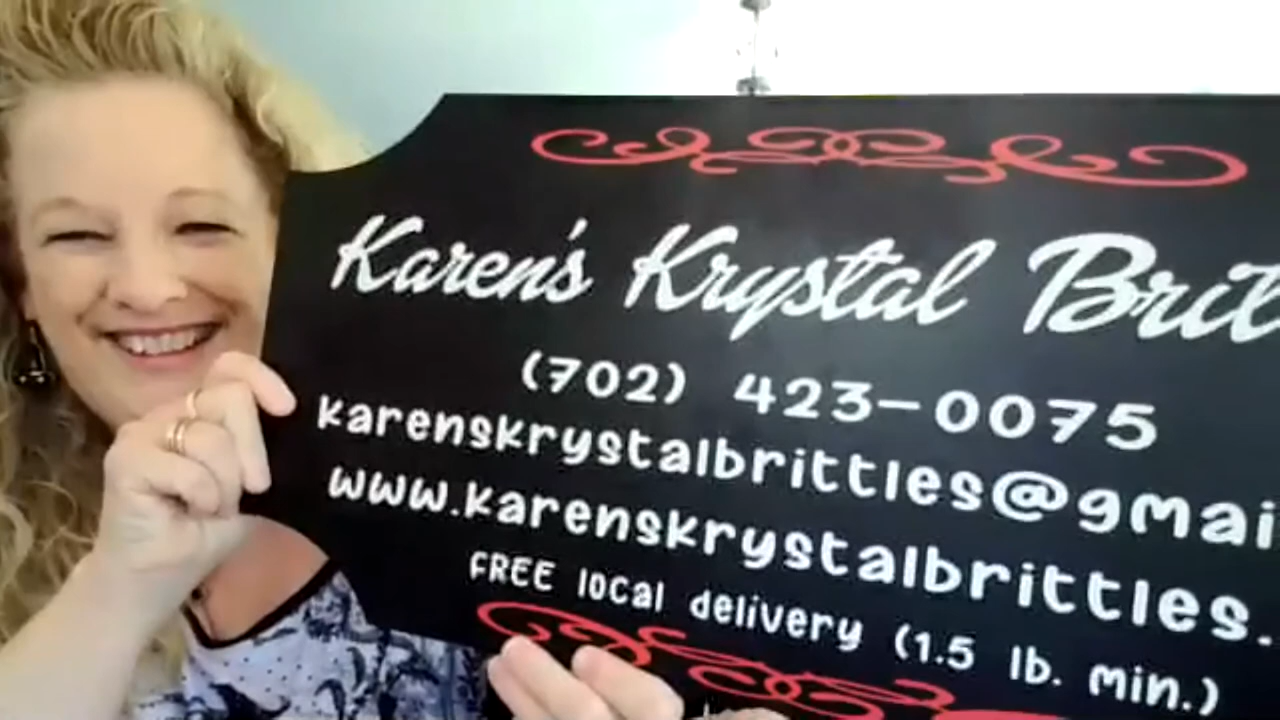 Karen's Krystal Brit
(702) 423-0075
karenskrystalbrittles@gmai
www.karenskrystalbrittles.
FREE local delivery (1.5 lb. min.)